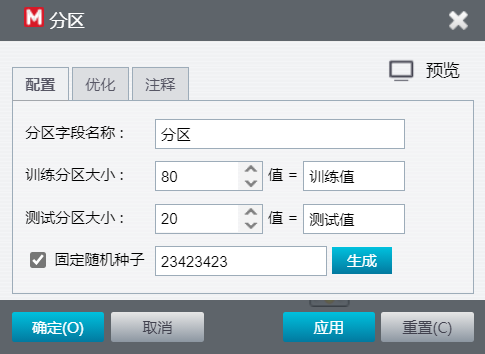 M 分区
预览
配置 优化 注释
分区字段名称： 分区
训练分区大小： 80 值 = 训练值
测试分区大小： 20 值 = 测试值
固定随机种子 23423423 生成
确定(O) 取消 应用 重置(C)